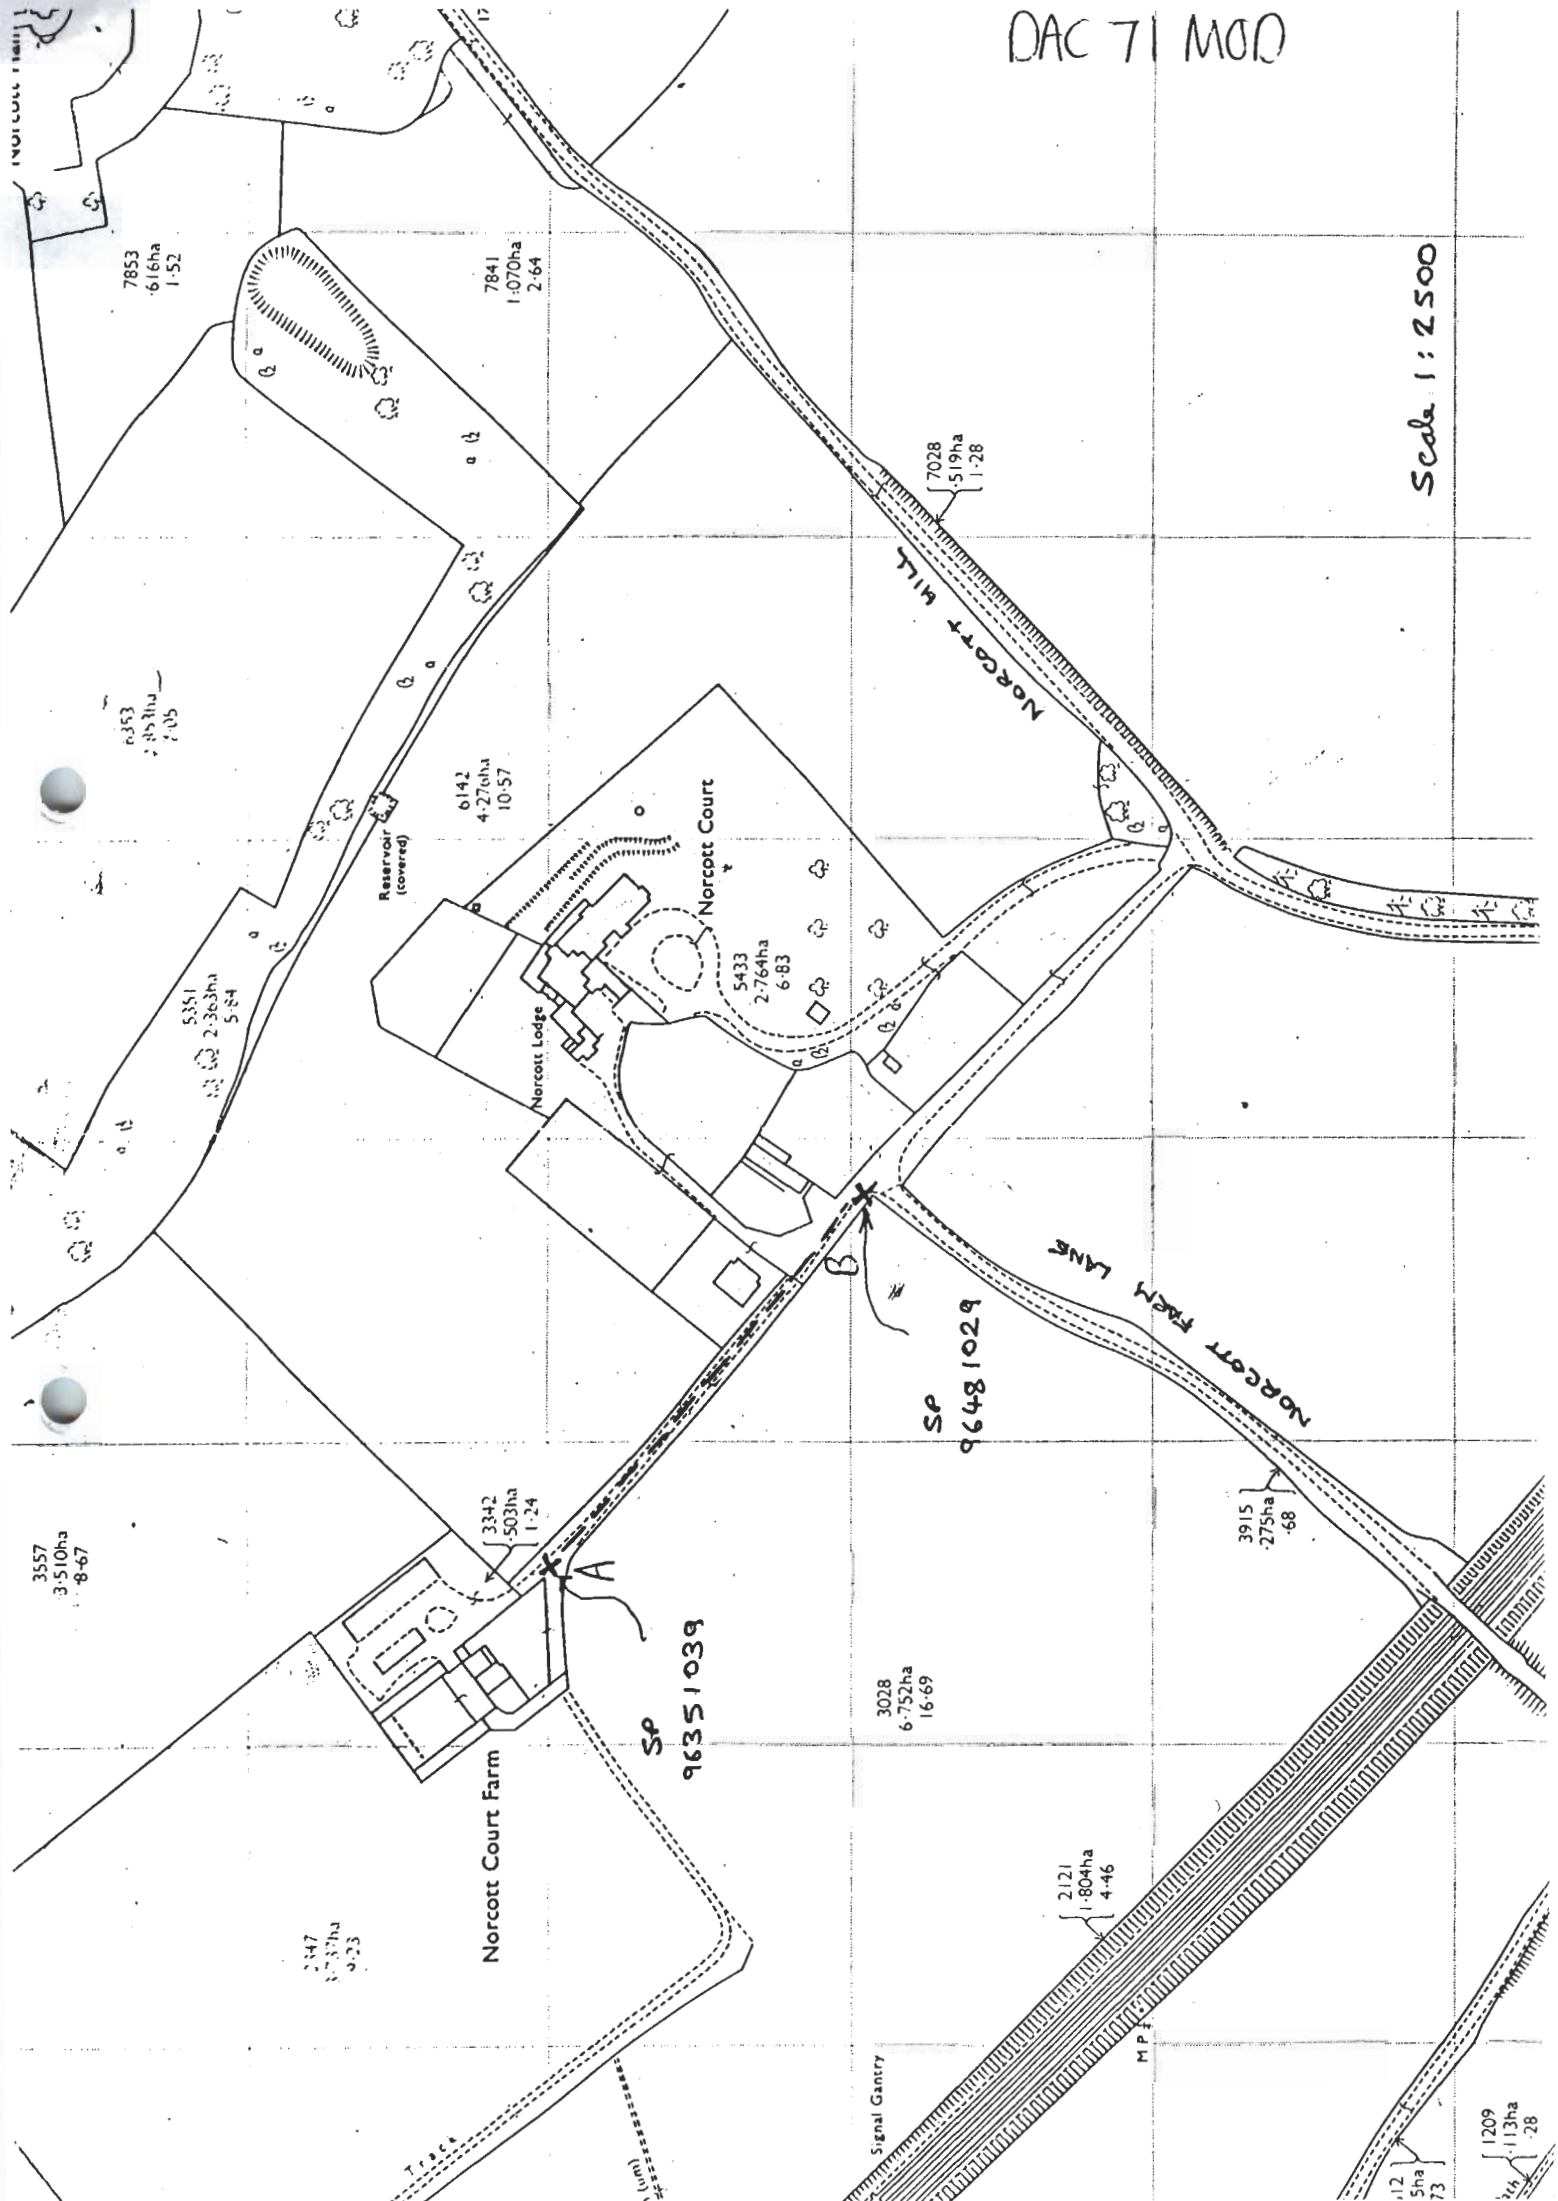 DAC 71 MOD
7853
·616ha
1·52
7841
1·070ha
2·64
7028
·519ha
1·28
Scale 1:2500
NORCOTT HILL
6142
4·276ha
10·57
Reservoir
(covered)
Norcott Court
5433
2·764ha
6·83
Norcott Lodge
5351
2·363ha
5·84
B
SP
96481029
NORCOTT FARM LANE
3557
3·510ha
8·67
3342
·503ha
1·24
A
SP
96351039
3915
·275ha
·68
3028
6·752ha
16·69
Norcott Court Farm
2121
1·804ha
4·46
Signal Gantry
M P
Track
(um)
1209
·113ha
·28
12
5ha
73